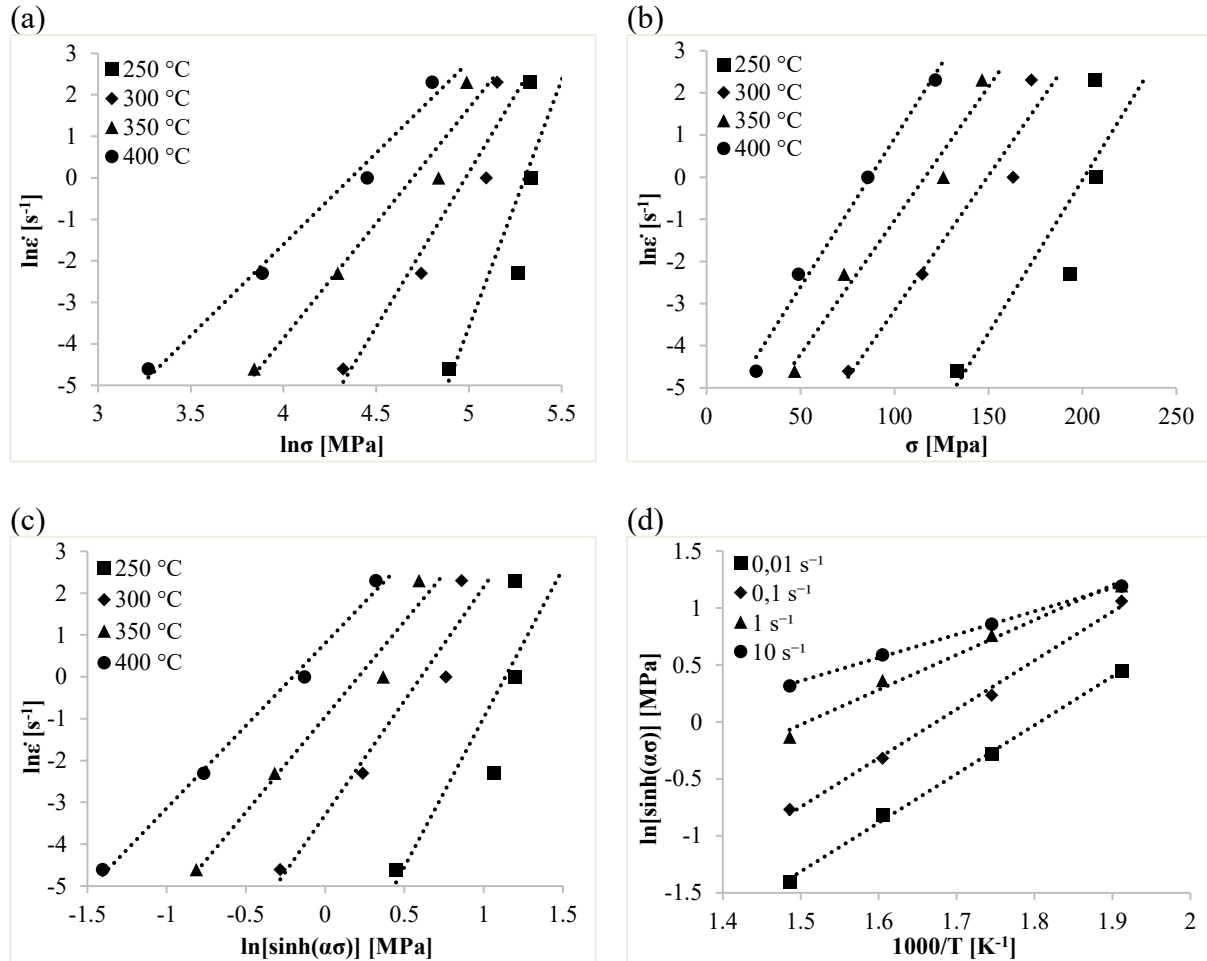 (a)
3
2
1
0
-1
-2
-3
-4
-5
3
3.5
4
4.5
5
5.5
250 °C
300 °C
350 °C
400 °C
lnε̇ [s⁻¹]
lnσ [MPa]
(b)
3
2
1
0
-1
-2
-3
-4
-5
0
50
100
150
200
250
250 °C
300 °C
350 °C
400 °C
lnε̇ [s⁻¹]
σ [Mpa]
(c)
3
2
1
0
-1
-2
-3
-4
-5
-1.5
-1
-0.5
0
0.5
1
1.5
250 °C
300 °C
350 °C
400 °C
lnε̇ [s⁻¹]
ln[sinh(ασ)] [MPa]
(d)
1.5
1
0.5
0
-0.5
-1
-1.5
1.4
1.5
1.6
1.7
1.8
1.9
2
0,01 s⁻¹
0,1 s⁻¹
1 s⁻¹
10 s⁻¹
ln[sinh(ασ)] [MPa]
1000/T [K⁻¹]